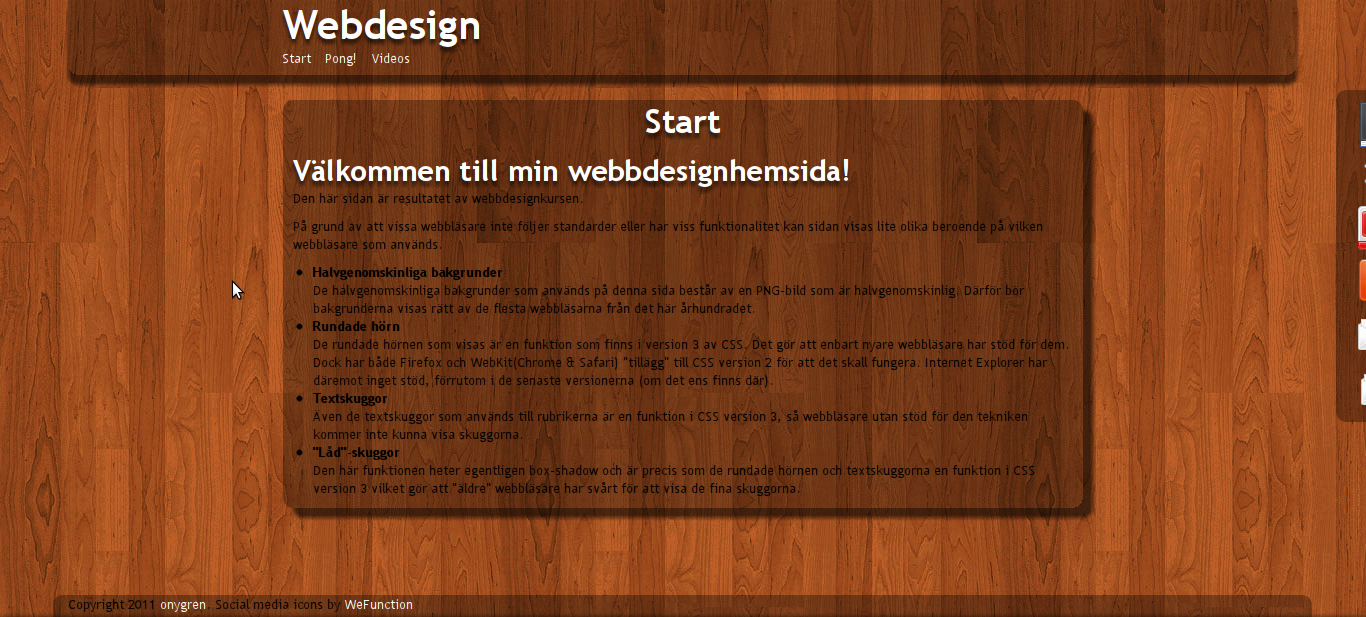 Webdesign
Start Pong! Videos
Start
Välkommen till min webbdesignhemsida!
Den här sidan är resultatet av webbdesignkursen.
På grund av att vissa webbläsare inte följer standarder eller har viss funktionalitet kan sidan visas lite olika beroende på vilken
webbläsare som används.
• Halvgenomskinliga bakgrunder
De halvgenomskinliga bakgrunder som används på denna sida består av en PNG-bild som är halvgenomskinlig. Därför bör
bakgrunderna visas rätt av de flesta webbläsarna från det här århundradet.
• Rundade hörn
De rundade hörnen som visas är en funktion som finns i version 3 av CSS. Det gör att enbart nyare webbläsare har stöd för dem.
Dock har både Firefox och WebKit(Chrome & Safari) "tillägg" till CSS version 2 för att det skall fungera. Internet Explorer har
däremot inget stöd, förrutom i de senaste versionerna (om det ens finns där).
• Textskuggor
Även de textskuggor som används till rubrikerna är en funktion i CSS version 3, så webbläsare utan stöd för den tekniken
kommer inte kunna visa skuggorna.
• "Låd"-skuggor
Den här funktionen heter egentligen box-shadow och är precis som de rundade hörnen och textskuggorna en funktion i CSS
version 3 vilket gör att "äldre" webbläsare har svårt för att visa de fina skuggorna.
Copyright 2011 onygren. Social media icons by WeFunction